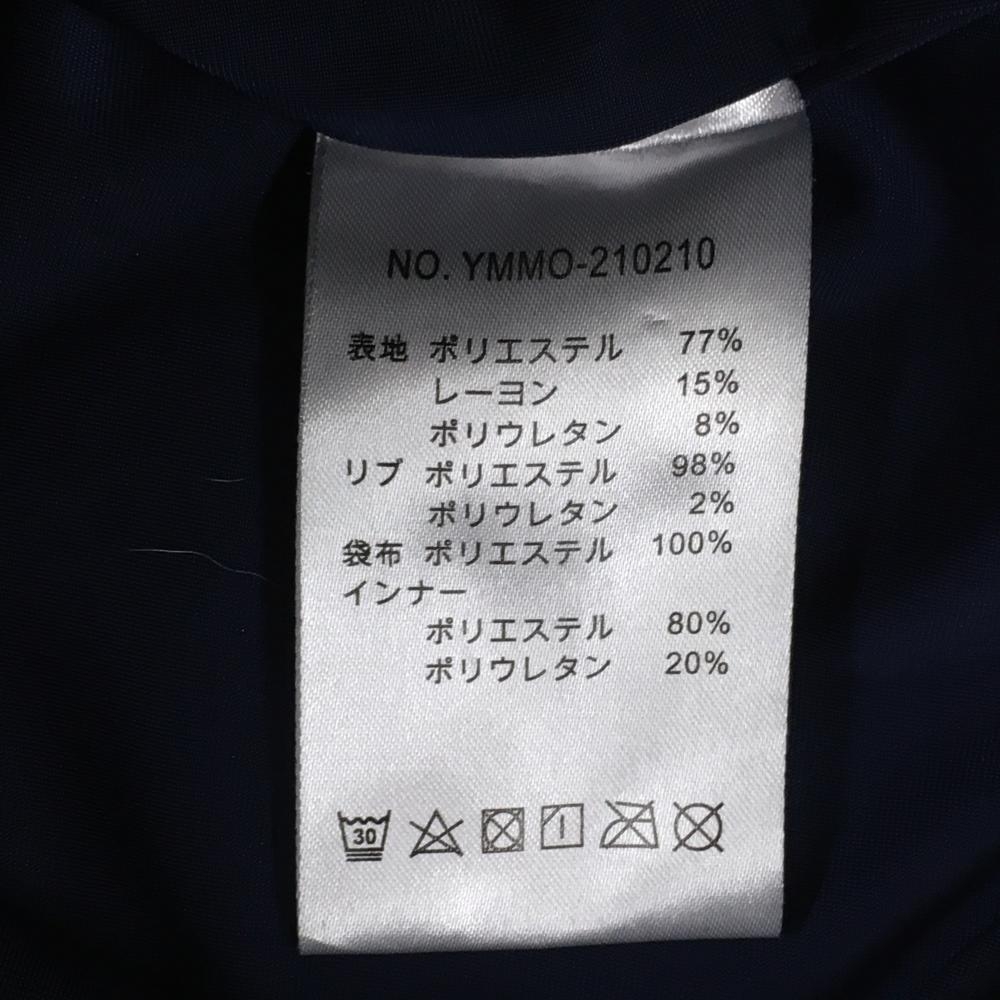 NO. YMMO-210210
表地 ポリエステル 77%
レーヨン 15%
ポリウレタン 8%
リブ ポリエステル 98%
ポリウレタン 2%
袋布 ポリエステル 100%
インナー
ポリエステル 80%
ポリウレタン 20%
30